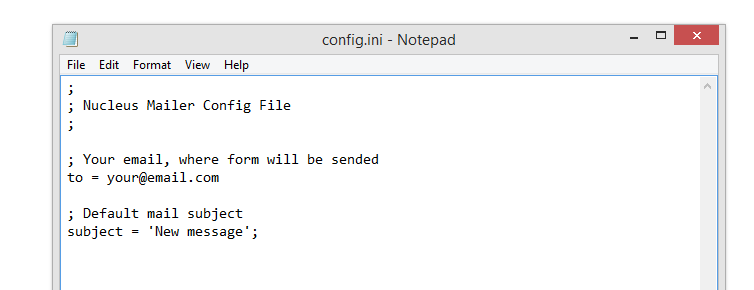 config.ini - Notepad
File Edit Format View Help
;
; Nucleus Mailer Config File
;
; Your email, where form will be sended
to = your@email.com
; Default mail subject
subject = 'New message';